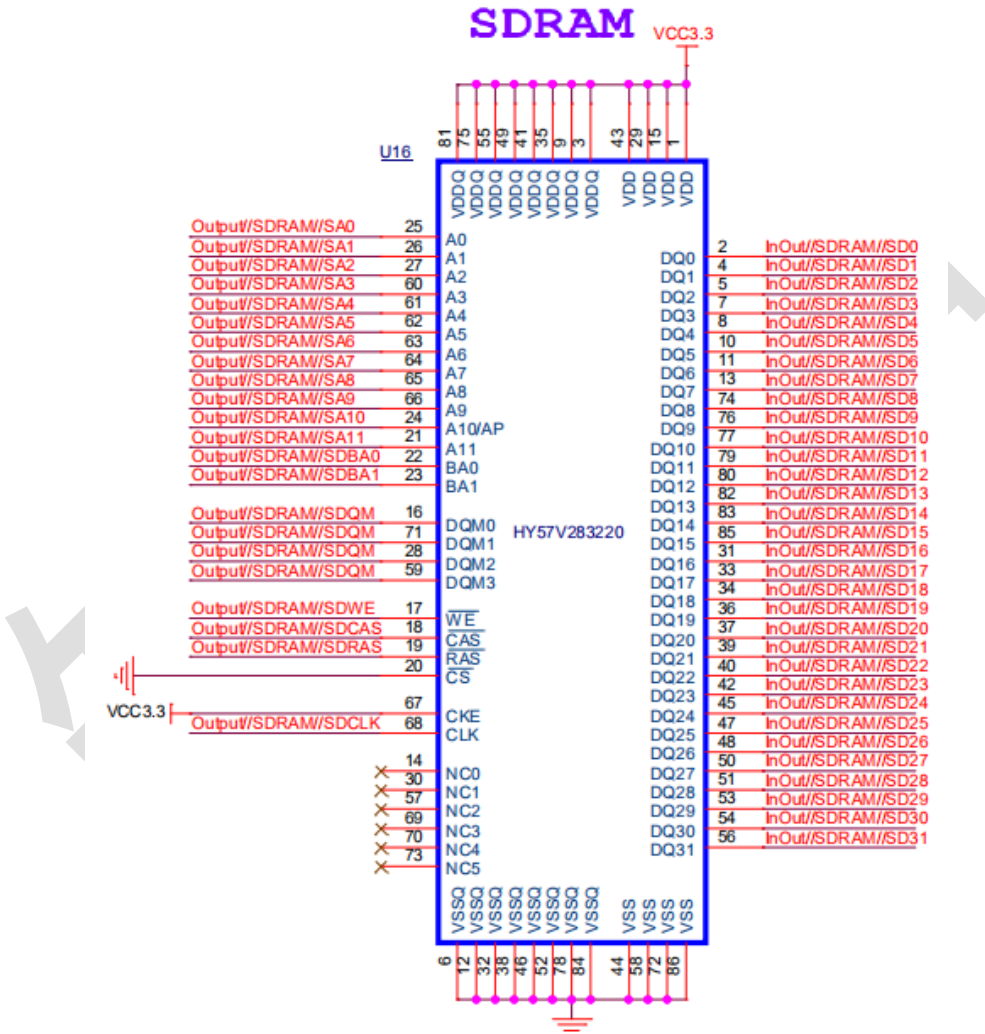 SDRAM
VCC3.3
81 75 55 49 41 35 9 3 43 29 15 1
U16
VDDQ VDDQ VDDQ VDDQ VDDQ VDDQ VDDQ VDDQ VDD VDD VDD VDD
Output//SDRAM//SA0 25 A0
Output//SDRAM//SA1 26 A1
Output//SDRAM//SA2 27 A2
Output//SDRAM//SA3 60 A3
Output//SDRAM//SA4 61 A4
Output//SDRAM//SA5 62 A5
Output//SDRAM//SA6 63 A6
Output//SDRAM//SA7 64 A7
Output//SDRAM//SA8 65 A8
Output//SDRAM//SA9 66 A9
Output//SDRAM//SA10 24 A10/AP
Output//SDRAM//SA11 21 A11
Output//SDRAM//SDBA0 22 BA0
Output//SDRAM//SDBA1 23 BA1
Output//SDRAM//SDQM 16 DQM0
Output//SDRAM//SDQM 71 DQM1
Output//SDRAM//SDQM 28 DQM2
Output//SDRAM//SDQM 59 DQM3
Output//SDRAM//SDWE 17 WE
Output//SDRAM//SDCAS 18 CAS
Output//SDRAM//SDRAS 19 RAS
20 CS
VCC3.3 67 CKE
Output//SDRAM//SDCLK 68 CLK
14 NC0
30 NC1
57 NC2
69 NC3
70 NC4
73 NC5
HY57V283220
DQ0 2 InOut//SDRAM//SD0
DQ1 4 InOut//SDRAM//SD1
DQ2 5 InOut//SDRAM//SD2
DQ3 7 InOut//SDRAM//SD3
DQ4 8 InOut//SDRAM//SD4
DQ5 10 InOut//SDRAM//SD5
DQ6 11 InOut//SDRAM//SD6
DQ7 13 InOut//SDRAM//SD7
DQ8 74 InOut//SDRAM//SD8
DQ9 76 InOut//SDRAM//SD9
DQ10 77 InOut//SDRAM//SD10
DQ11 79 InOut//SDRAM//SD11
DQ12 80 InOut//SDRAM//SD12
DQ13 82 InOut//SDRAM//SD13
DQ14 83 InOut//SDRAM//SD14
DQ15 85 InOut//SDRAM//SD15
DQ16 31 InOut//SDRAM//SD16
DQ17 33 InOut//SDRAM//SD17
DQ18 34 InOut//SDRAM//SD18
DQ19 36 InOut//SDRAM//SD19
DQ20 37 InOut//SDRAM//SD20
DQ21 39 InOut//SDRAM//SD21
DQ22 40 InOut//SDRAM//SD22
DQ23 42 InOut//SDRAM//SD23
DQ24 45 InOut//SDRAM//SD24
DQ25 47 InOut//SDRAM//SD25
DQ26 48 InOut//SDRAM//SD26
DQ27 50 InOut//SDRAM//SD27
DQ28 51 InOut//SDRAM//SD28
DQ29 53 InOut//SDRAM//SD29
DQ30 54 InOut//SDRAM//SD30
DQ31 56 InOut//SDRAM//SD31
VSSQ VSSQ VSSQ VSSQ VSSQ VSSQ VSSQ VSSQ VSS VSS VSS VSS
6 12 32 38 46 52 78 84 44 58 72 86